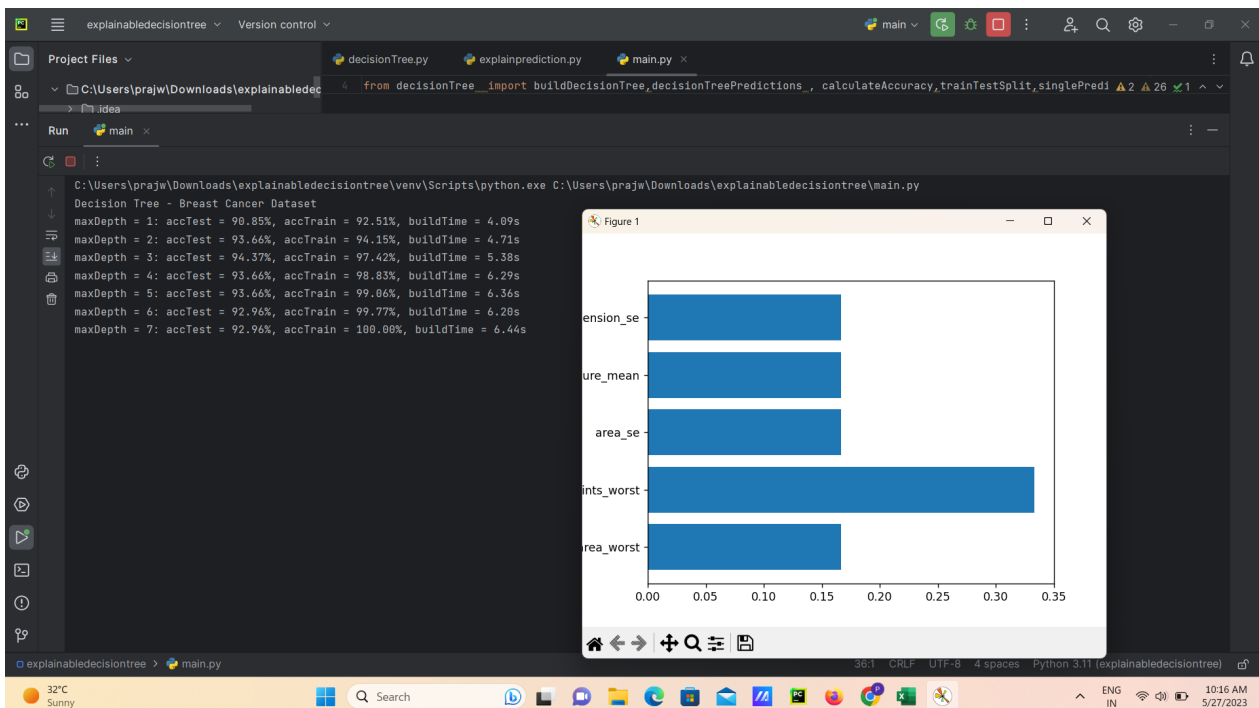 explainabledecisiontree Version control main
Project Files decisionTree.py explainprediction.py main.py
C:\Users\prajw\Downloads\explainabledec 4 from decisionTree__import buildDecisionTree,decisionTreePredictions_, calculateAccuracy,trainTestSplit,singlePredi 2 26 1
.idea
Run main
C:\Users\prajw\Downloads\explainabledecisiontree\venv\Scripts\python.exe C:\Users\prajw\Downloads\explainabledecisiontree\main.py
Decision Tree - Breast Cancer Dataset
maxDepth = 1: accTest = 90.85%, accTrain = 92.51%, buildTime = 4.09s
maxDepth = 2: accTest = 93.66%, accTrain = 94.15%, buildTime = 4.71s
maxDepth = 3: accTest = 94.37%, accTrain = 97.42%, buildTime = 5.38s
maxDepth = 4: accTest = 93.66%, accTrain = 98.83%, buildTime = 6.29s
maxDepth = 5: accTest = 93.66%, accTrain = 99.06%, buildTime = 6.36s
maxDepth = 6: accTest = 92.96%, accTrain = 99.77%, buildTime = 6.20s
maxDepth = 7: accTest = 92.96%, accTrain = 100.00%, buildTime = 6.44s
Figure 1
ension_se
ure_mean
area_se
ints_worst
area_worst
0.00 0.05 0.10 0.15 0.20 0.25 0.30 0.35
explainabledecisiontree > main.py 36:1 CRLF UTF-8 4 spaces Python 3.11 (explainabledecisiontree)
32°C
Sunny
Search
ENG
IN
10:16 AM
5/27/2023